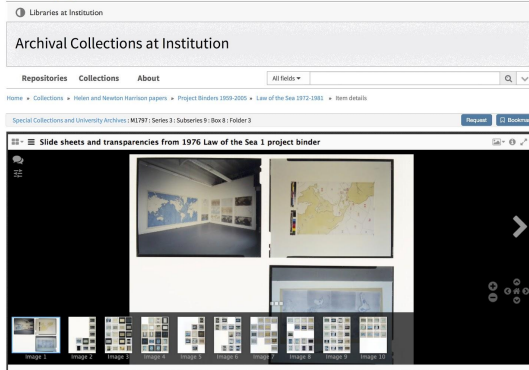 Libraries at Institution
Archival Collections at Institution
Repositories Collections About
All fields
Home » Collections » Helen and Newton Harrison papers » Project Binders 1959-2005 » Law of the Sea 1972-1981 » Item details
Special Collections and University Archives : M1797 : Series 3 : Subseries 9 : Box 8 : Folder 3
Request Bookmar
Slide sheets and transparencies from 1976 Law of the Sea 1 project binder
Image 1 Image 2 Image 3 Image 4 Image 5 Image 6 Image 7 Image 8 Image 9 Image 10